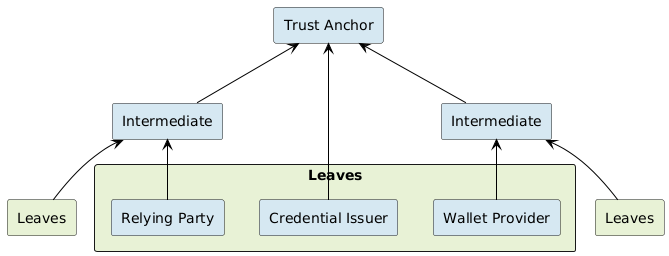 Trust Anchor
Intermediate
Intermediate
Leaves
Leaves
Relying Party
Credential Issuer
Wallet Provider
Leaves